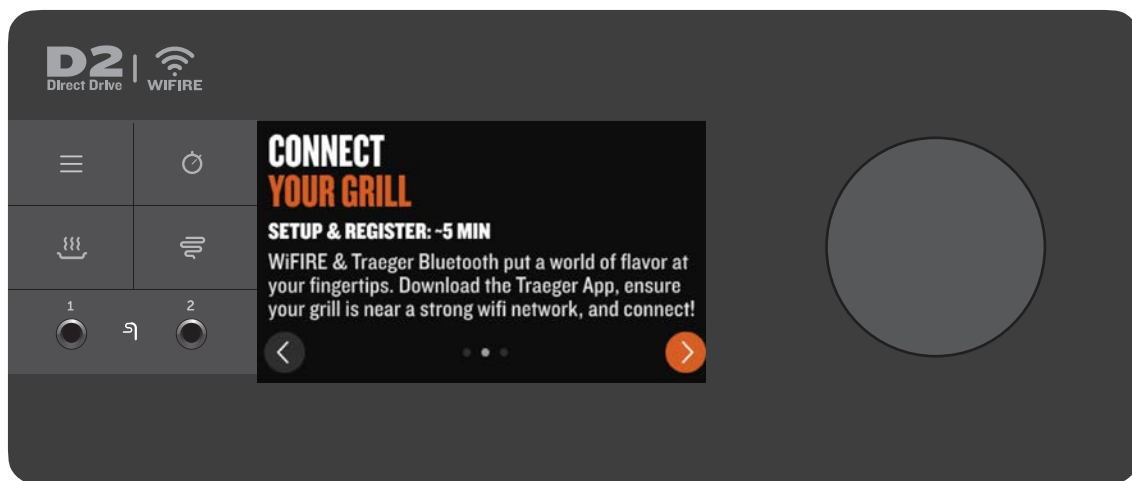 D2
Direct Drive
WIFIRE
1
2
CONNECT
YOUR GRILL
SETUP & REGISTER: ~5 MIN
WiFIRE & Traeger Bluetooth put a world of flavor at
your fingertips. Download the Traeger App, ensure
your grill is near a strong wifi network, and connect!